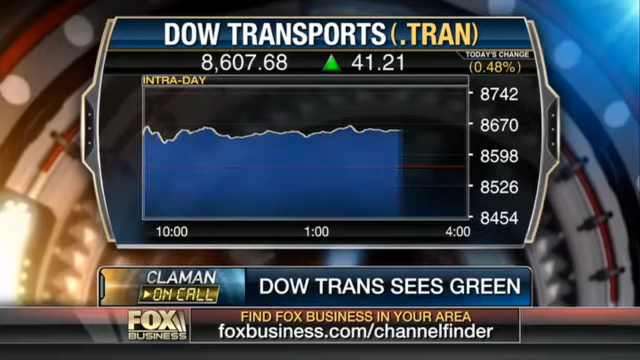 DOW TRANSPORTS (.TRAN)
8,607.68 ▲ 41.21
TODAY'S CHANGE
(0.48%)
INTRA-DAY
8742
8670
8598
8526
8454
10:00 1:00 4:00
CLAMAN
▸ON CALL
DOW TRANS SEES GREEN
FOX
BUSINESS
FIND FOX BUSINESS IN YOUR AREA
foxbusiness.com/channelfinder